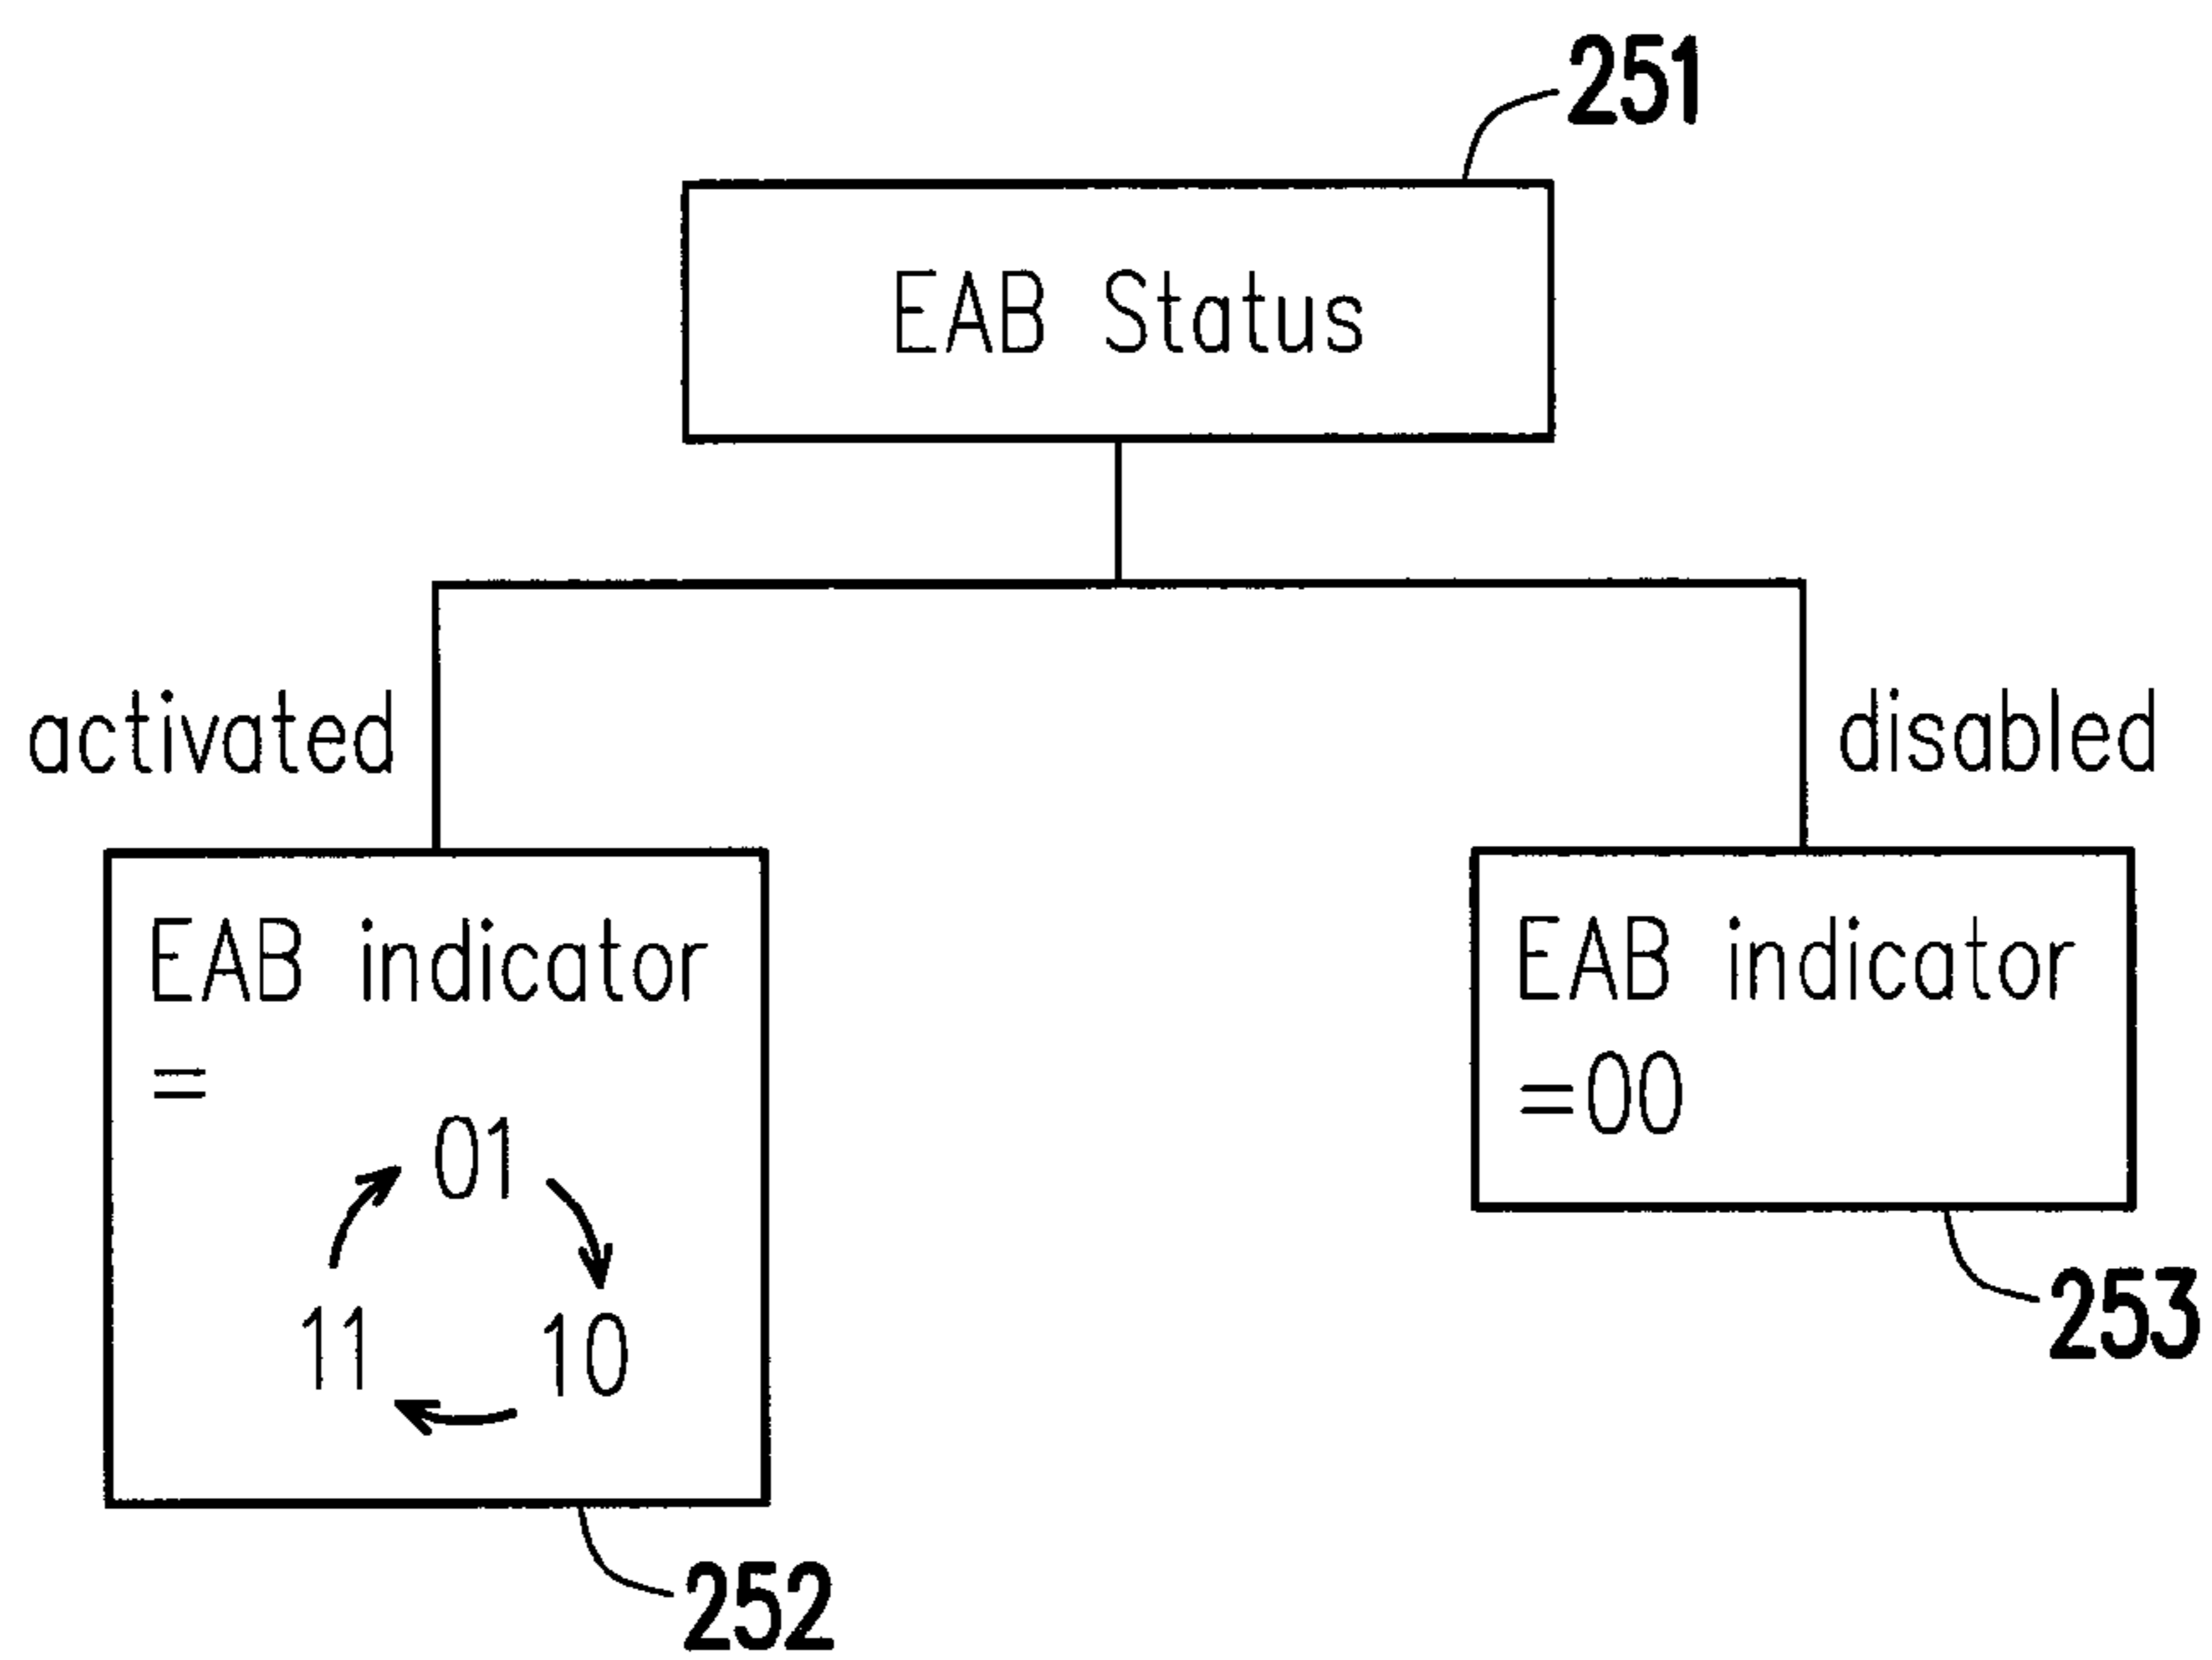 251
EAB Status
activated
disabled
EAB indicator
=
01
11
10
252
EAB indicator
=00
253